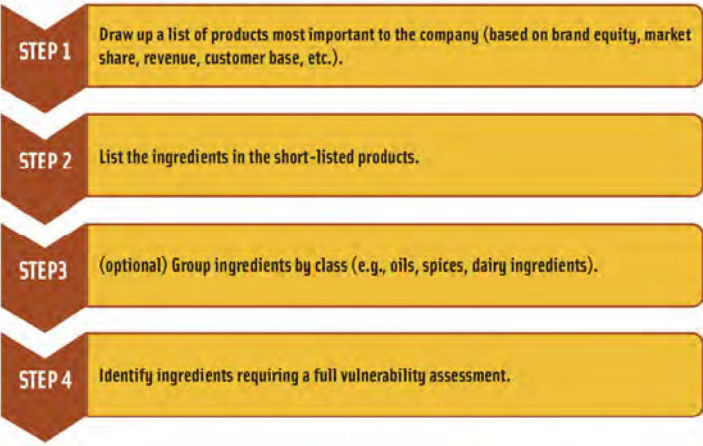 STEP 1
Draw up a list of products most important to the company (based on brand equity, market
share, revenue, customer base, etc.).
STEP 2
List the ingredients in the short-listed products.
STEP3
(optional) Group ingredients by class (e.g., oils, spices, dairy ingredients).
STEP 4
Identify ingredients requiring a full vulnerability assessment.